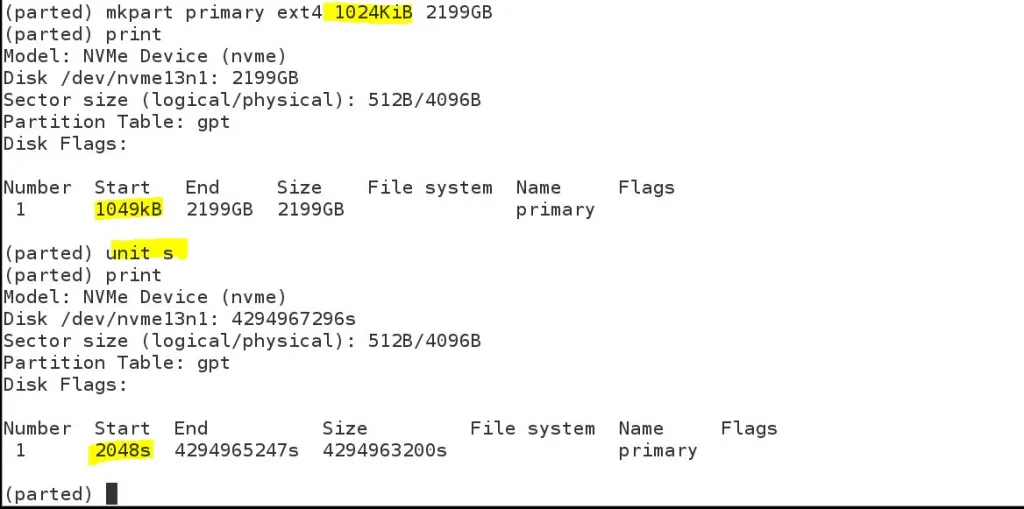 (parted) mkpart primary ext4 1024KiB 2199GB
(parted) print
Model: NVMe Device (nvme)
Disk /dev/nvme13n1: 2199GB
Sector size (logical/physical): 512B/4096B
Partition Table: gpt
Disk Flags:
Number  Start   End     Size    File system  Name     Flags
 1      1049kB  2199GB  2199GB               primary
(parted) unit s
(parted) print
Model: NVMe Device (nvme)
Disk /dev/nvme13n1: 4294967296s
Sector size (logical/physical): 512B/4096B
Partition Table: gpt
Disk Flags:
Number  Start  End          Size         File system  Name     Flags
 1      2048s  4294965247s  4294963200s               primary
(parted)